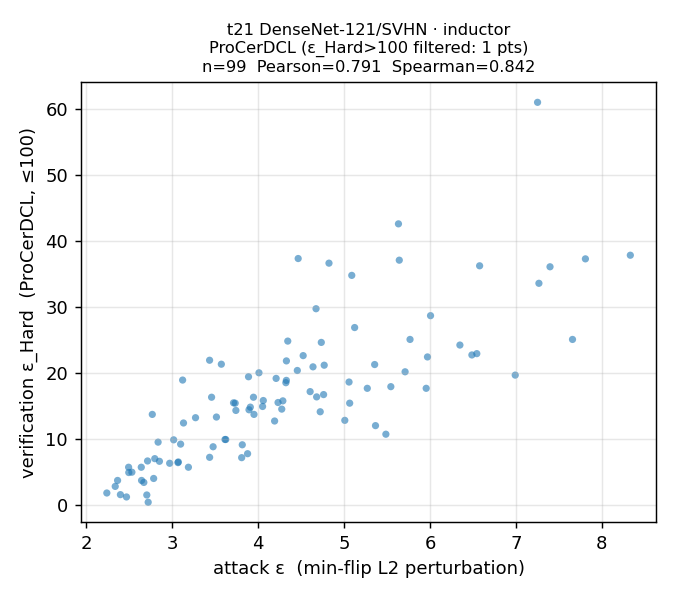 t21 DenseNet-121/SVHN · inductor
ProCerDCL (ε_Hard>100 filtered: 1 pts)
n=99  Pearson=0.791  Spearman=0.842
verification ε_Hard  (ProCerDCL, ≤100)
60
50
40
30
20
10
0
2 3 4 5 6 7 8
attack ε  (min-flip L2 perturbation)